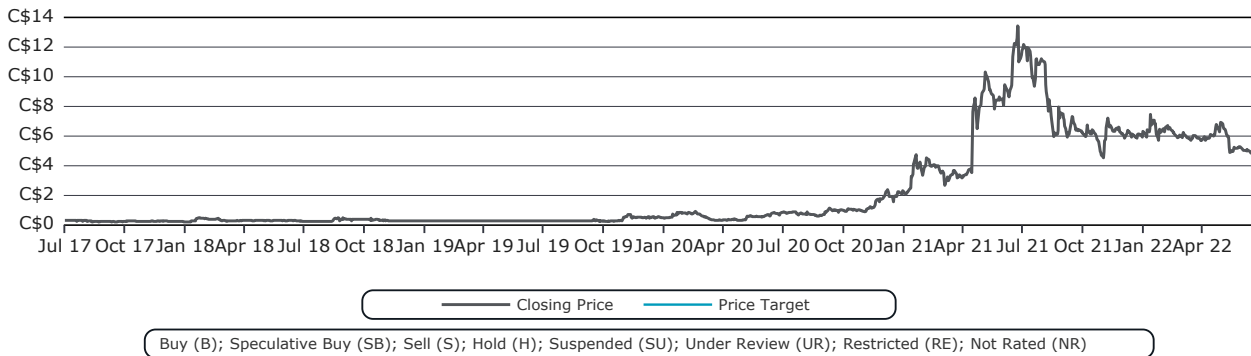 C$14
C$12
C$10
C$8
C$6
C$4
C$2
C$0
Jul 17 Oct 17 Jan 18 Apr 18 Jul 18 Oct 18 Jan 19 Apr 19 Jul 19 Oct 19 Jan 20 Apr 20 Jul 20 Oct 20 Jan 21 Apr 21 Jul 21 Oct 21 Jan 22 Apr 22
Closing Price Price Target
Buy (B); Speculative Buy (SB); Sell (S); Hold (H); Suspended (SU); Under Review (UR); Restricted (RE); Not Rated (NR)